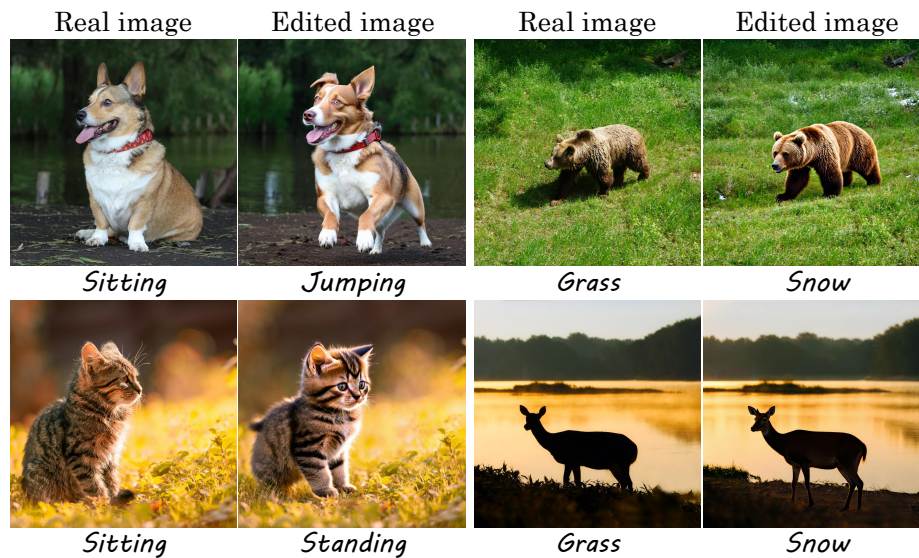 Real image Edited image Real image Edited image
Sitting Jumping Grass Snow
Sitting Standing Grass Snow